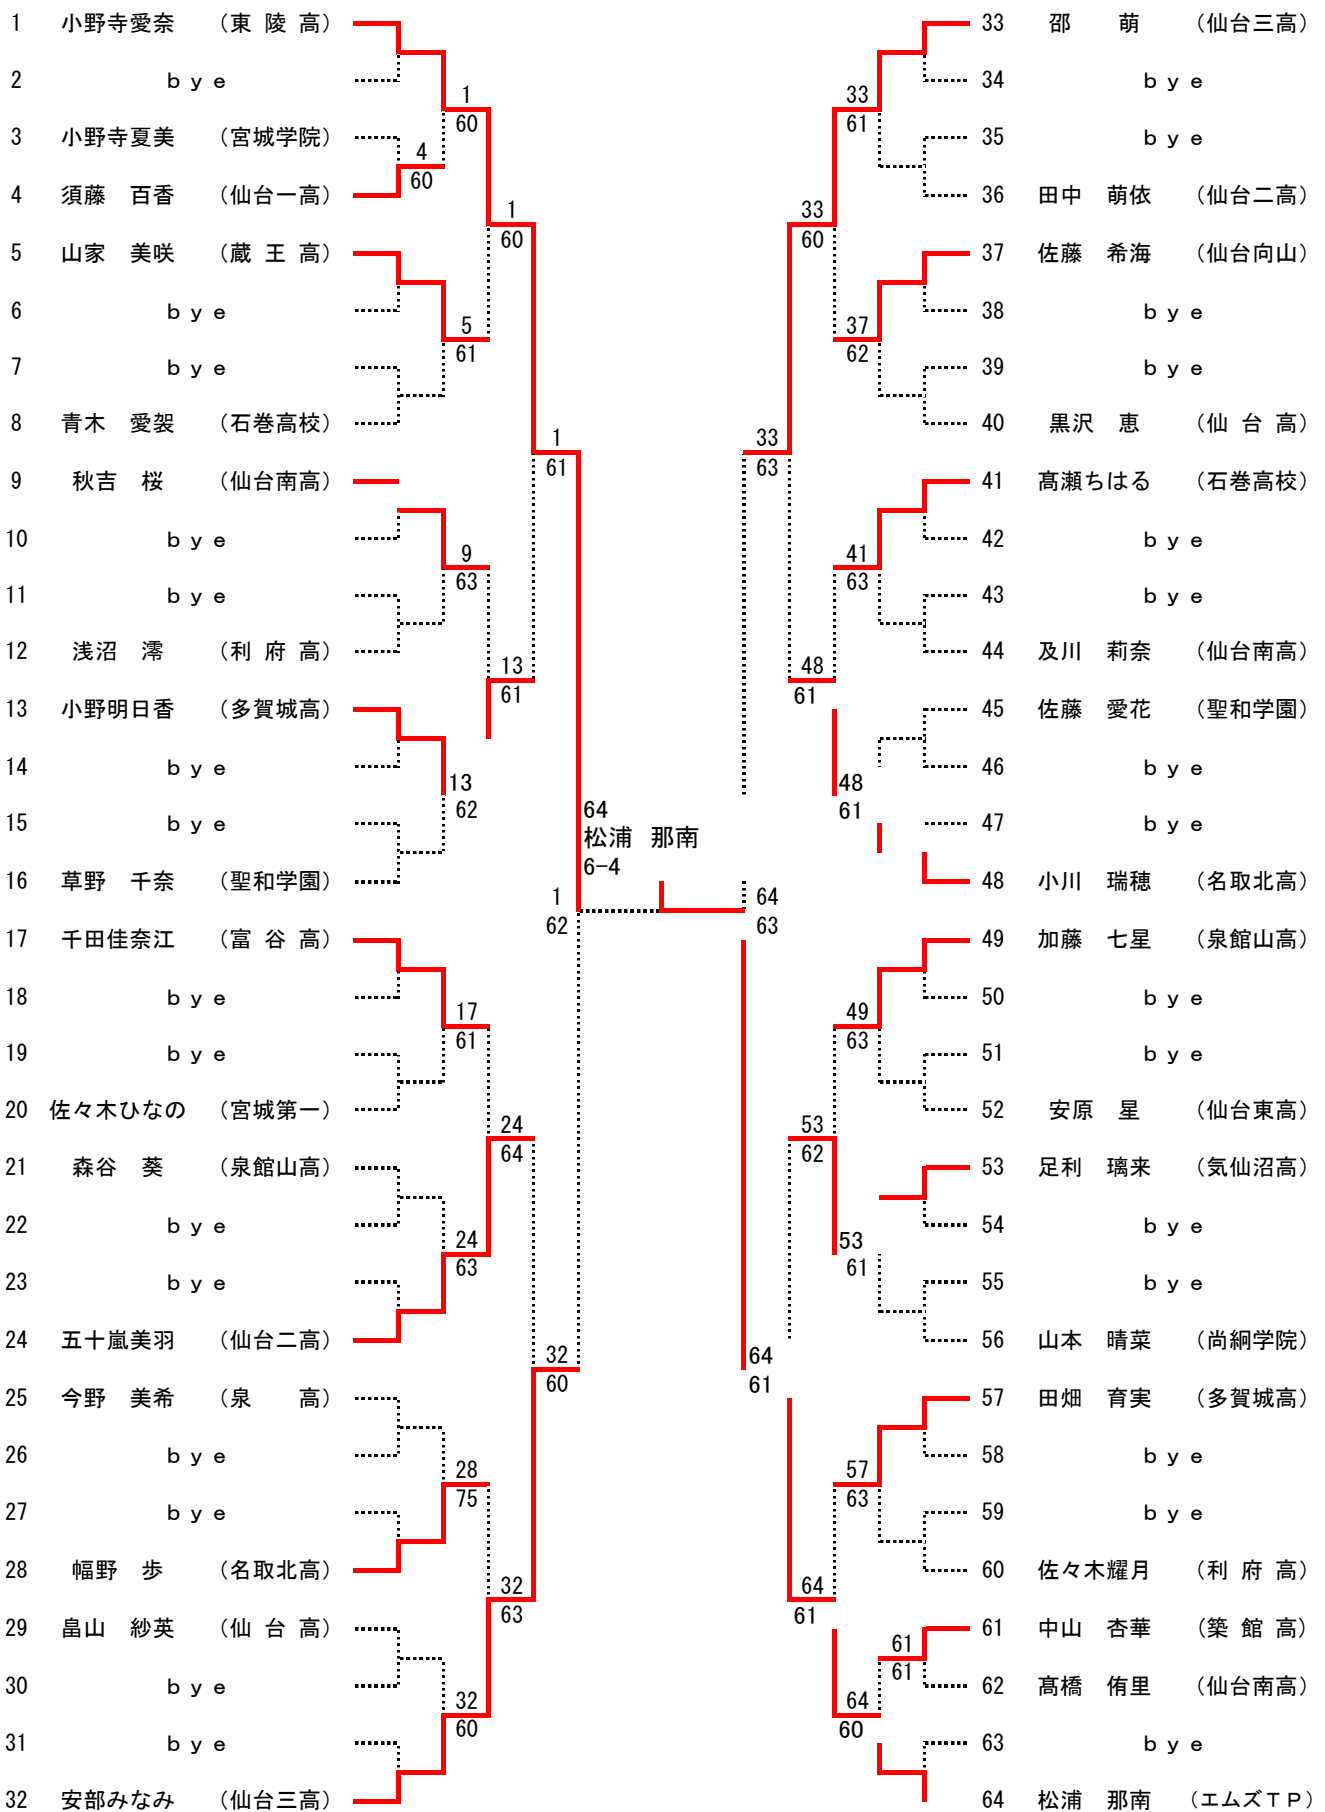 1 小野寺愛奈 （東 陵 高）
2 ｂｙｅ
3 小野寺夏美 （宮城学院）
4 須藤 百香 （仙台一高）
5 山家 美咲 （蔵 王 高）
6 ｂｙｅ
7 ｂｙｅ
8 青木 愛袈 （石巻高校）
9 秋吉 桜 （仙台南高）
10 ｂｙｅ
11 ｂｙｅ
12 浅沼 澪 （利 府 高）
13 小野明日香 （多賀城高）
14 ｂｙｅ
15 ｂｙｅ
16 草野 千奈 （聖和学園）
17 千田佳奈江 （富 谷 高）
18 ｂｙｅ
19 ｂｙｅ
20 佐々木ひなの （宮城第一）
21 森谷 葵 （泉館山高）
22 ｂｙｅ
23 ｂｙｅ
24 五十嵐美羽 （仙台二高）
25 今野 美希 （泉 高）
26 ｂｙｅ
27 ｂｙｅ
28 幅野 歩 （名取北高）
29 畠山 紗英 （仙 台 高）
30 ｂｙｅ
31 ｂｙｅ
32 安部みなみ （仙台三高）
4
60
1
60
5
61
9
63
13
62
17
61
24
63
28
75
32
60
1
60
13
61
24
64
32
63
1
61
32
60
1
62
64
松浦 那南
6-4
64
63
33
63
64
61
33
60
48
61
53
62
64
61
33
61
37
62
41
63
48
61
49
63
53
61
57
63
64
60
61
61
33 邵 萌 （仙台三高）
34 ｂｙｅ
35 ｂｙｅ
36 田中 萌依 （仙台二高）
37 佐藤 希海 （仙台向山）
38 ｂｙｅ
39 ｂｙｅ
40 黒沢 恵 （仙 台 高）
41 髙瀬ちはる （石巻高校）
42 ｂｙｅ
43 ｂｙｅ
44 及川 莉奈 （仙台南高）
45 佐藤 愛花 （聖和学園）
46 ｂｙｅ
47 ｂｙｅ
48 小川 瑞穂 （名取北高）
49 加藤 七星 （泉館山高）
50 ｂｙｅ
51 ｂｙｅ
52 安原 星 （仙台東高）
53 足利 璃来 （気仙沼高）
54 ｂｙｅ
55 ｂｙｅ
56 山本 晴菜 （尚絅学院）
57 田畑 育実 （多賀城高）
58 ｂｙｅ
59 ｂｙｅ
60 佐々木耀月 （利 府 高）
61 中山 杏華 （築 館 高）
62 髙橋 侑里 （仙台南高）
63 ｂｙｅ
64 松浦 那南 （エムズＴＰ）